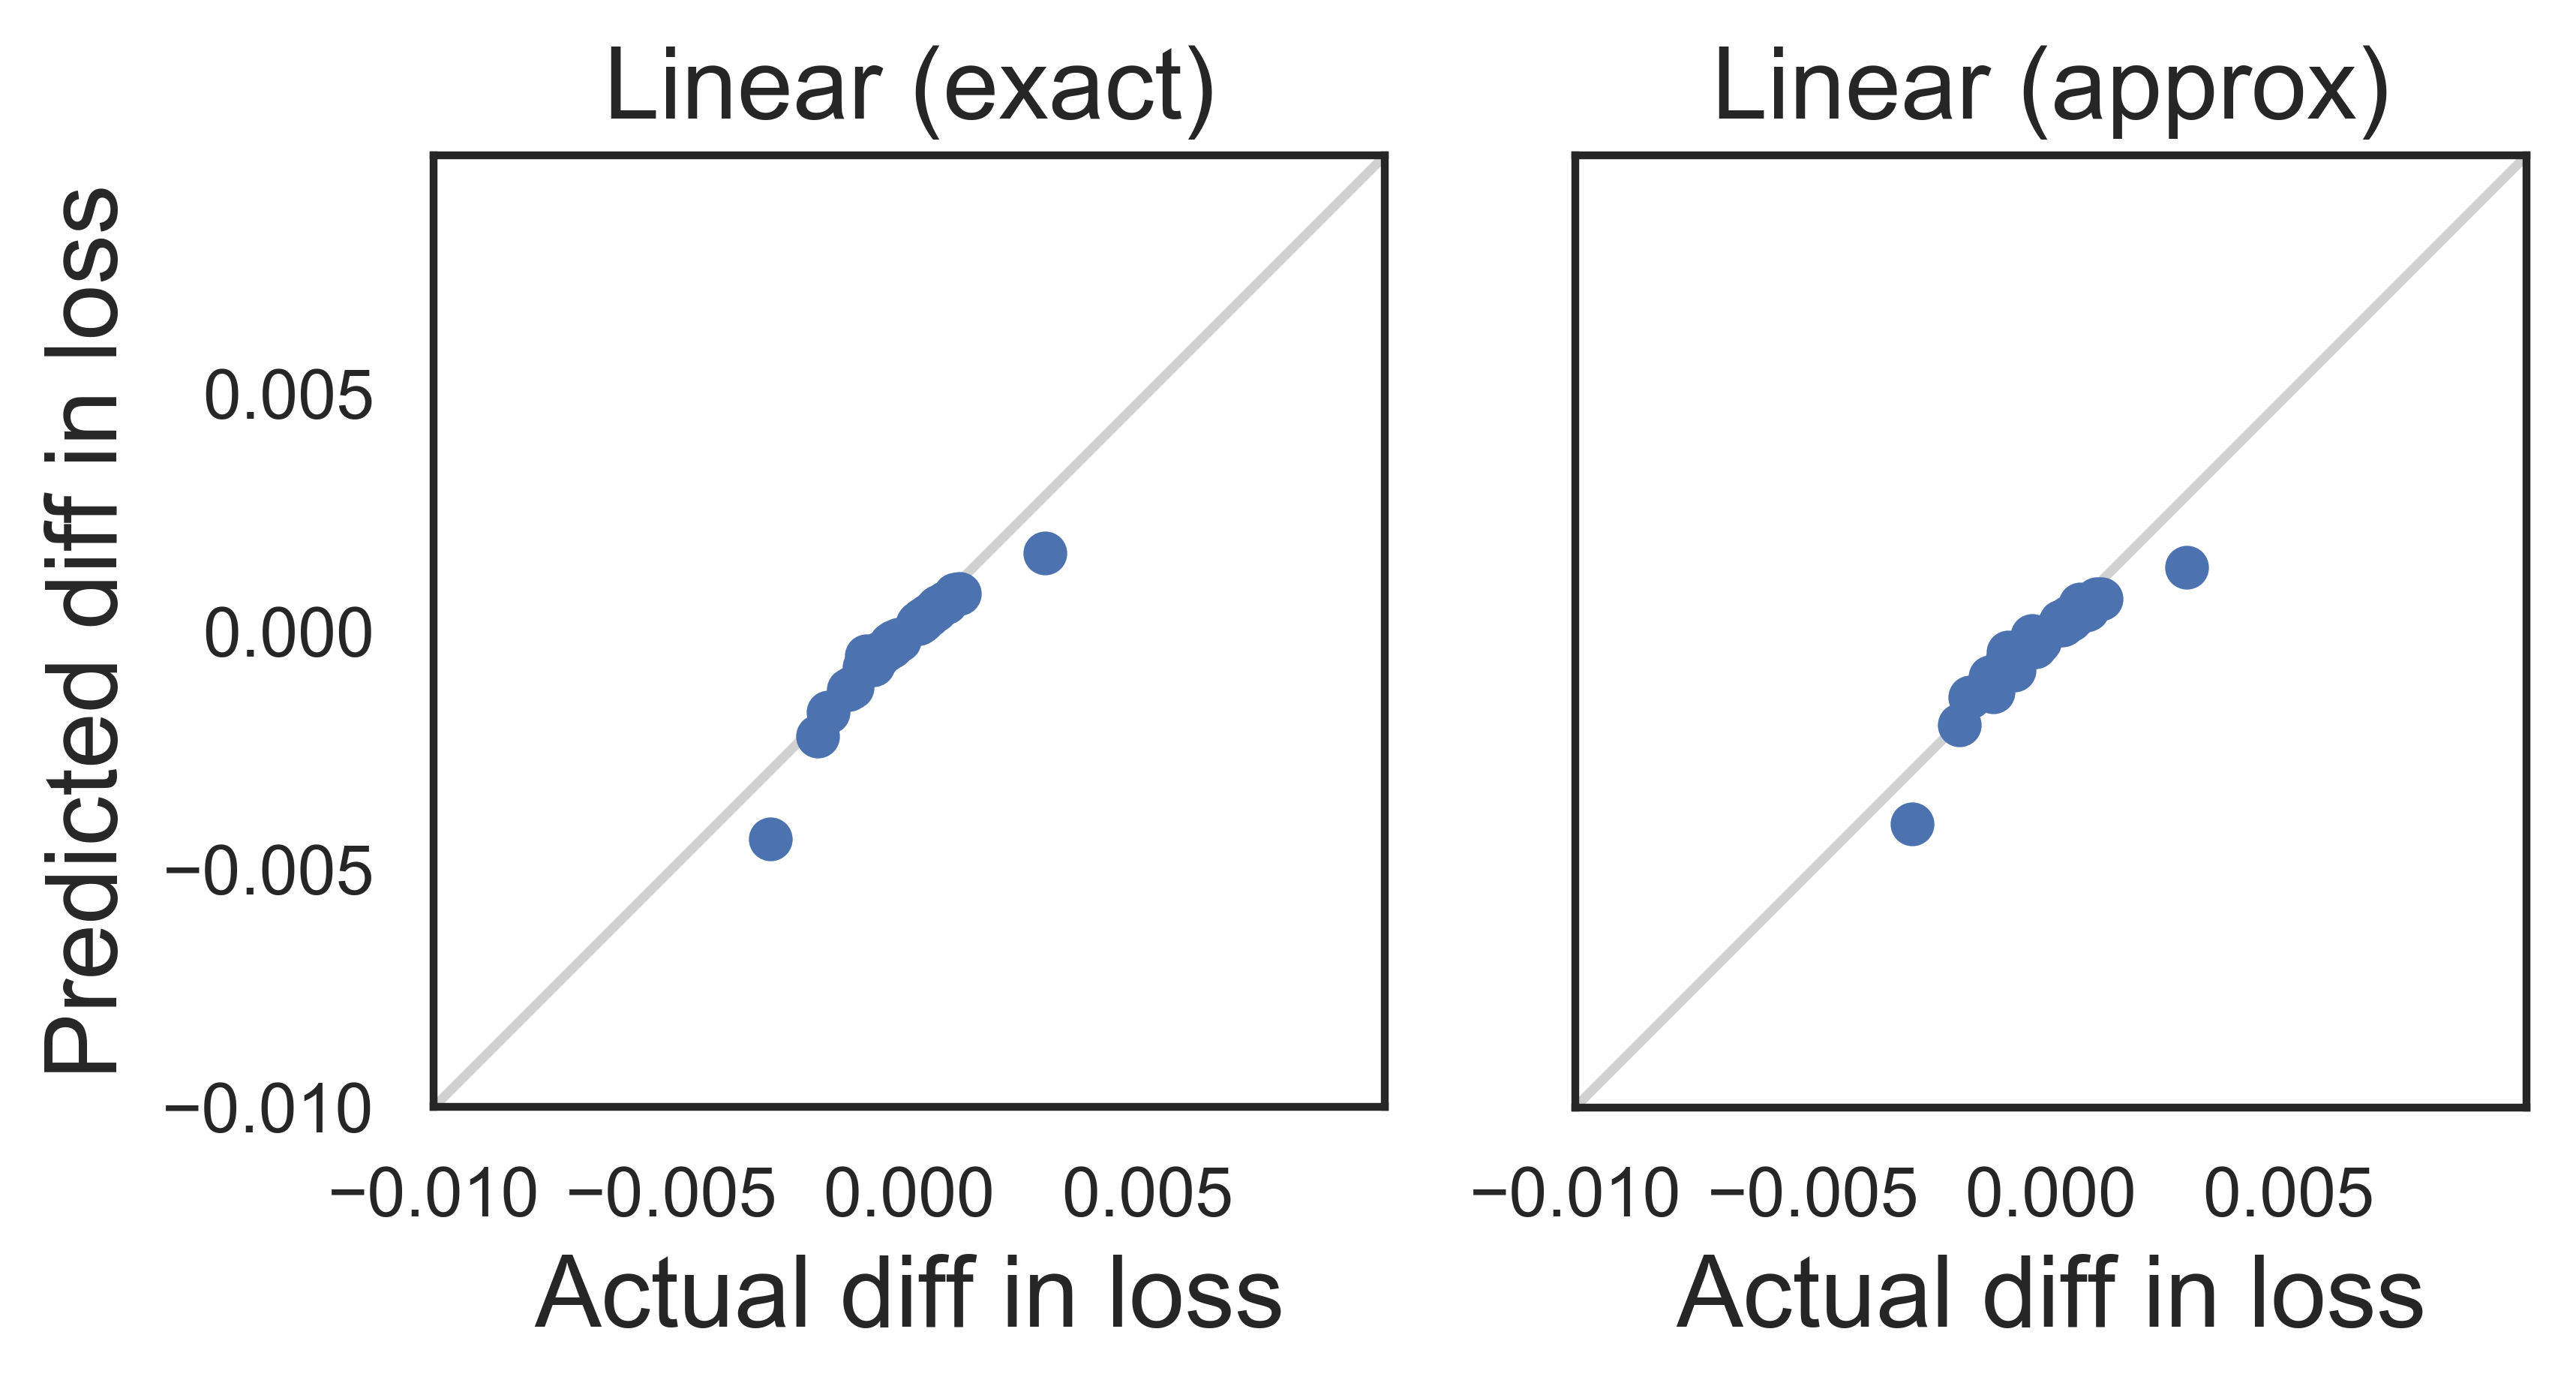 Linear (exact)
Linear (approx)
Predicted diff in loss
0.005
0.000
−0.005
−0.010
−0.010 −0.005 0.000 0.005
−0.010 −0.005 0.000 0.005
Actual diff in loss
Actual diff in loss